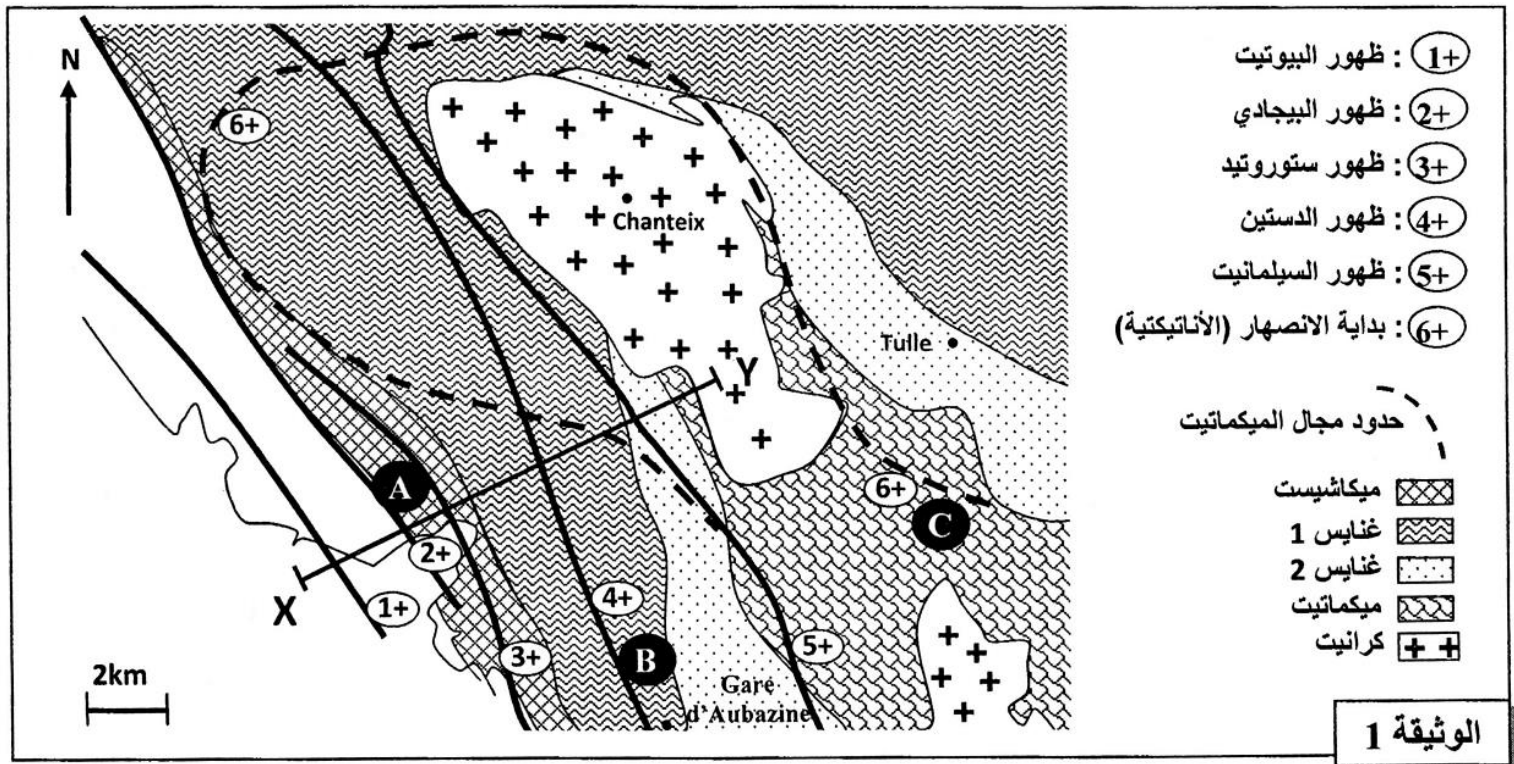 N
6+
Chanteix
Tulle
Y
A
6+
C
2+
X
1+
4+
3+
B
5+
2km
Gare
d'Aubazine
1+ : ظهور البيوتيت
2+ : ظهور البيجادي
3+ : ظهور ستوروتيد
4+ : ظهور الدستين
5+ : ظهور السيلمانيت
6+ : بداية الانصهار (الأناتيكتية)
حدود مجال الميكماتيت
ميكاشيست
غنايس 1
غنايس 2
ميكماتيت
كرانيت
الوثيقة 1